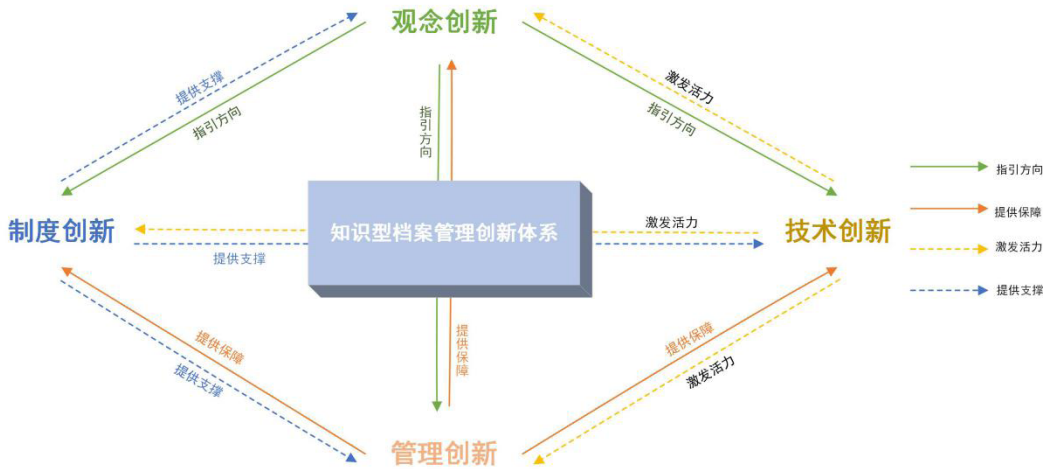 观念创新
提供支撑
指引方向
指引方向
激发活力
指引方向
制度创新
知识型档案管理创新体系
技术创新
提供支撑
激发活力
提供保障
提供支撑
提供保障
提供保障
激发活力
管理创新
指引方向
提供保障
激发活力
提供支撑